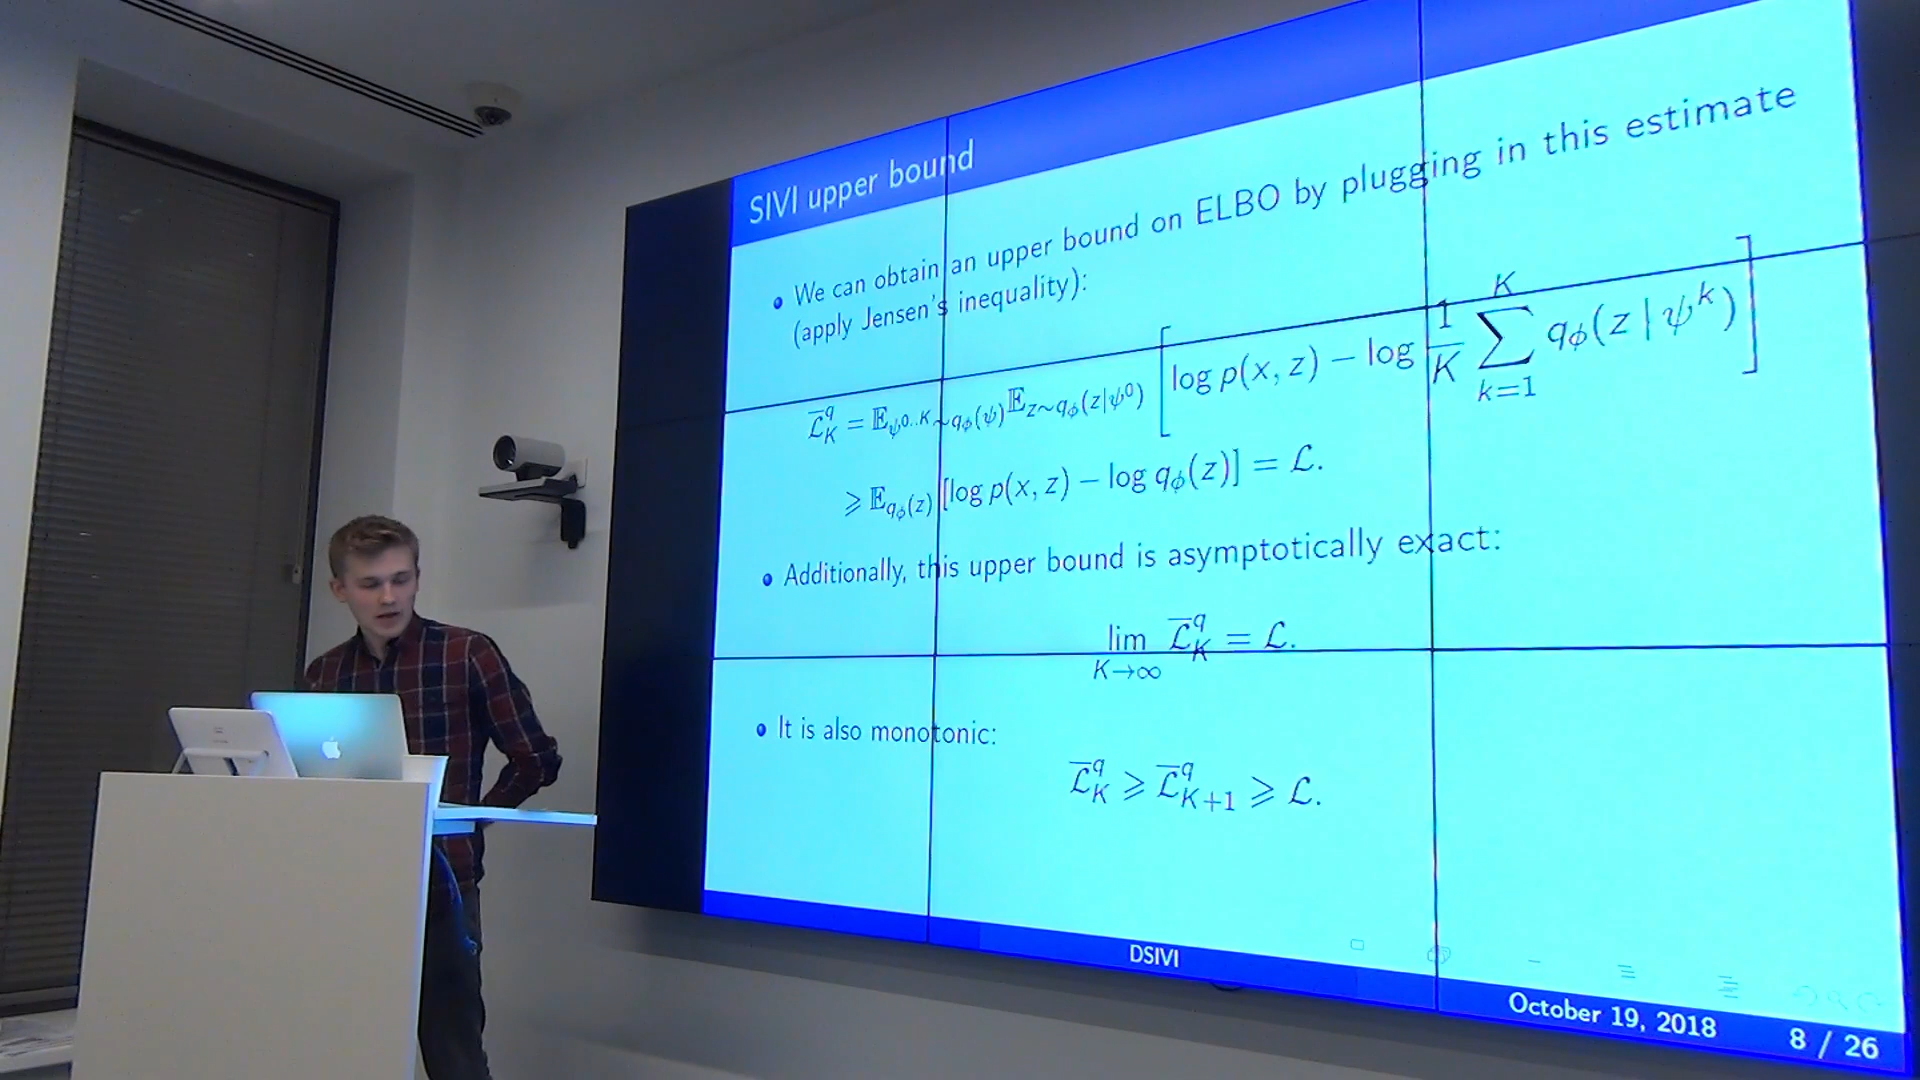 SIVI upper bound
We can obtain an upper bound on ELBO by plugging in this estimate
(apply Jensen's inequality):
$\overline{\mathcal{L}}_K^q = \mathbb{E}_{\psi^{0..K} \sim q_\phi(\psi)} \mathbb{E}_{z \sim q_\phi(z|\psi^0)} \left[ \log p(x, z) - \log \frac{1}{K} \sum_{k=1}^{K} q_\phi(z \mid \psi^k) \right]$
$\geqslant \mathbb{E}_{q_\phi(z)} [\log p(x, z) - \log q_\phi(z)] = \mathcal{L}.$
Additionally, this upper bound is asymptotically exact:
$\lim_{K \to \infty} \overline{\mathcal{L}}_K^q = \mathcal{L}.$
It is also monotonic:
$\overline{\mathcal{L}}_K^q \geqslant \overline{\mathcal{L}}_{K+1}^q \geqslant \mathcal{L}.$
DSIVI
October 19, 2018
8 / 26